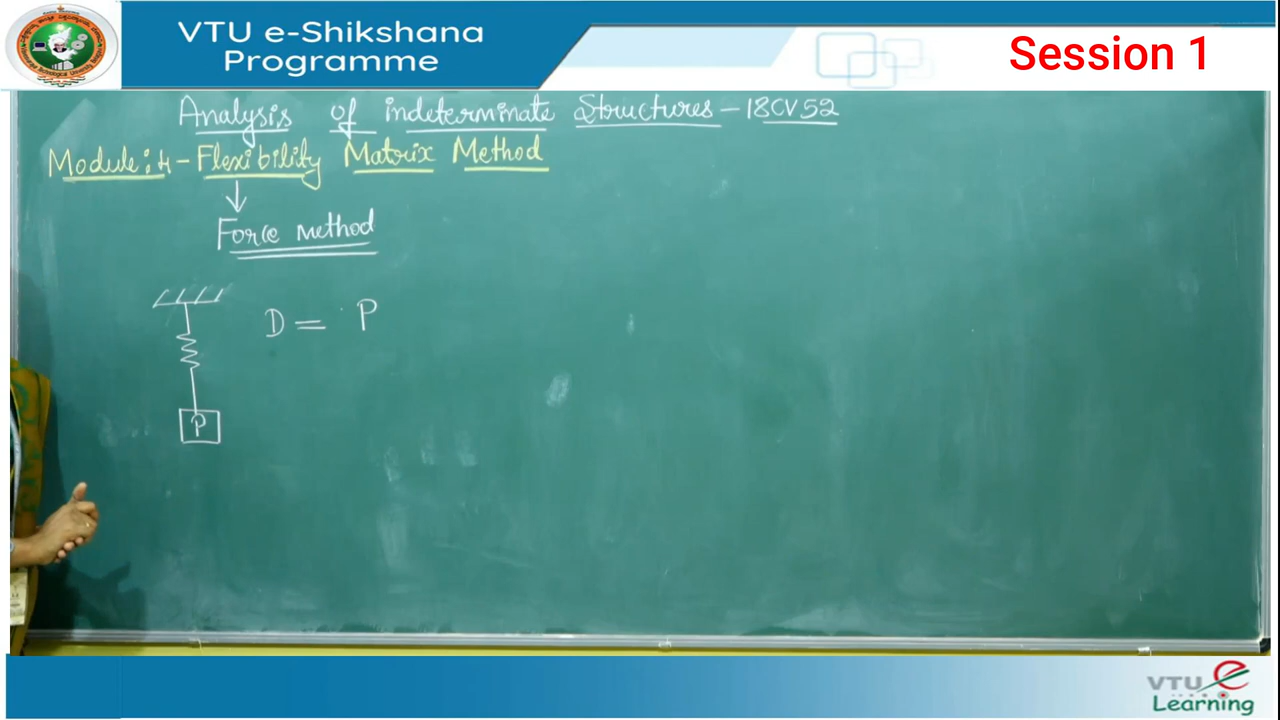 VTU e-Shikshana
Programme
Session 1
Analysis of indeterminate Structures - 18CV52
Module:4 - Flexibility Matrix Method
Force method
D = P
P
VTU e
Learning